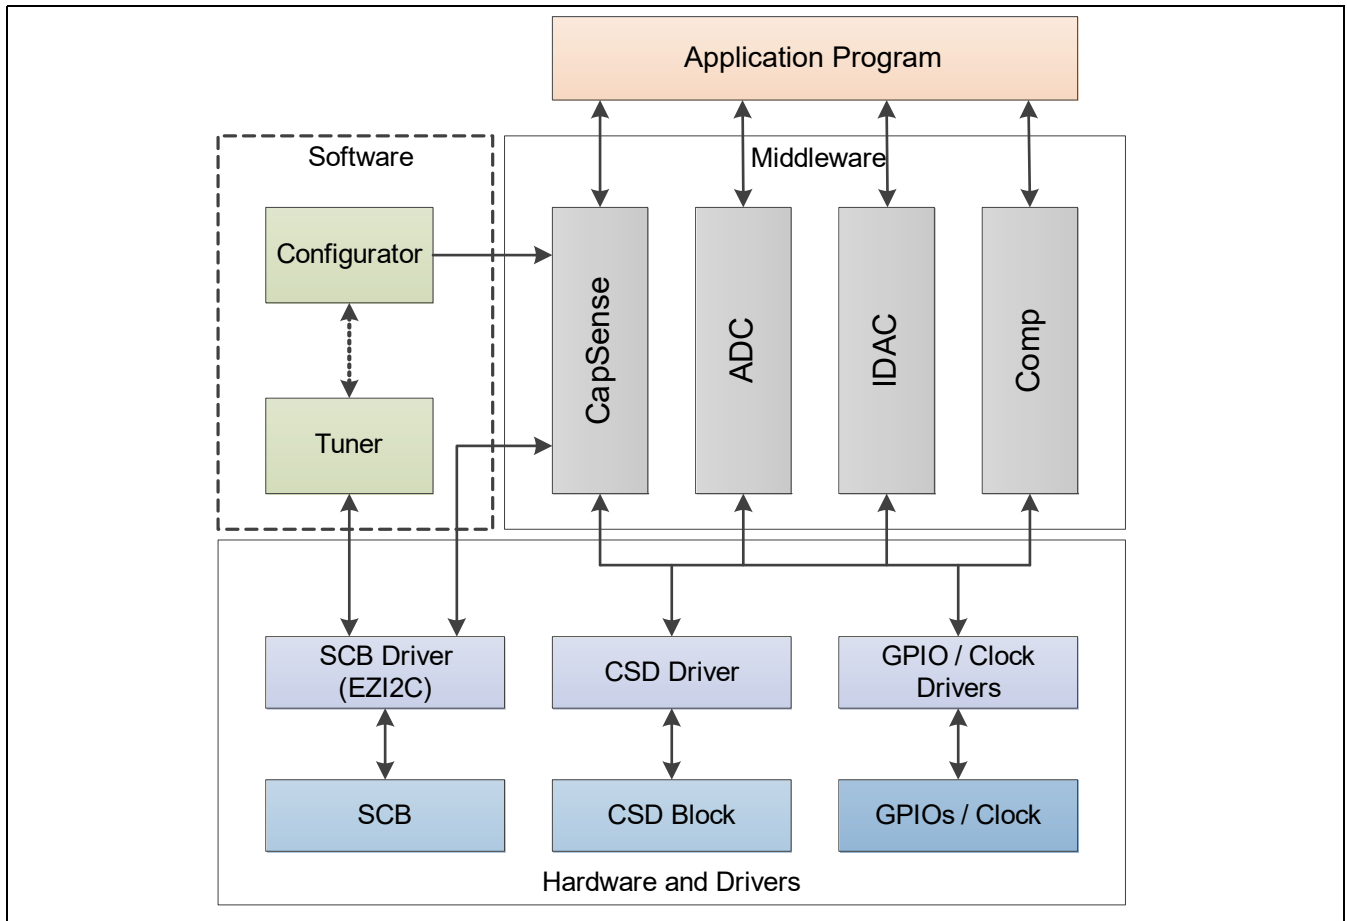 Application Program
Software
Middleware
Configurator
Tuner
CapSense
ADC
IDAC
Comp
SCB Driver
(EZI2C)
CSD Driver
GPIO / Clock
Drivers
SCB
CSD Block
GPIOs / Clock
Hardware and Drivers